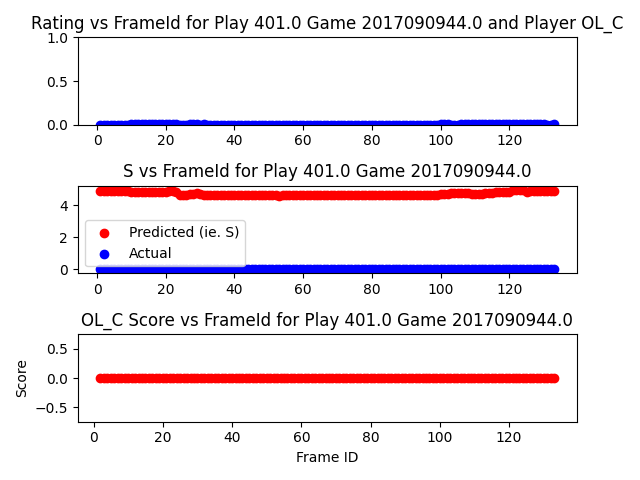 Rating vs FrameId for Play 401.0 Game 2017090944.0 and Player OL_C
1.0
0.5
0.0
0 20 40 60 80 100 120
S vs FrameId for Play 401.0 Game 2017090944.0
4
2
0
Predicted (ie. S)
Actual
0 20 40 60 80 100 120
OL_C Score vs FrameId for Play 401.0 Game 2017090944.0
Score
0.5
0.0
−0.5
0 20 40 60 80 100 120
Frame ID